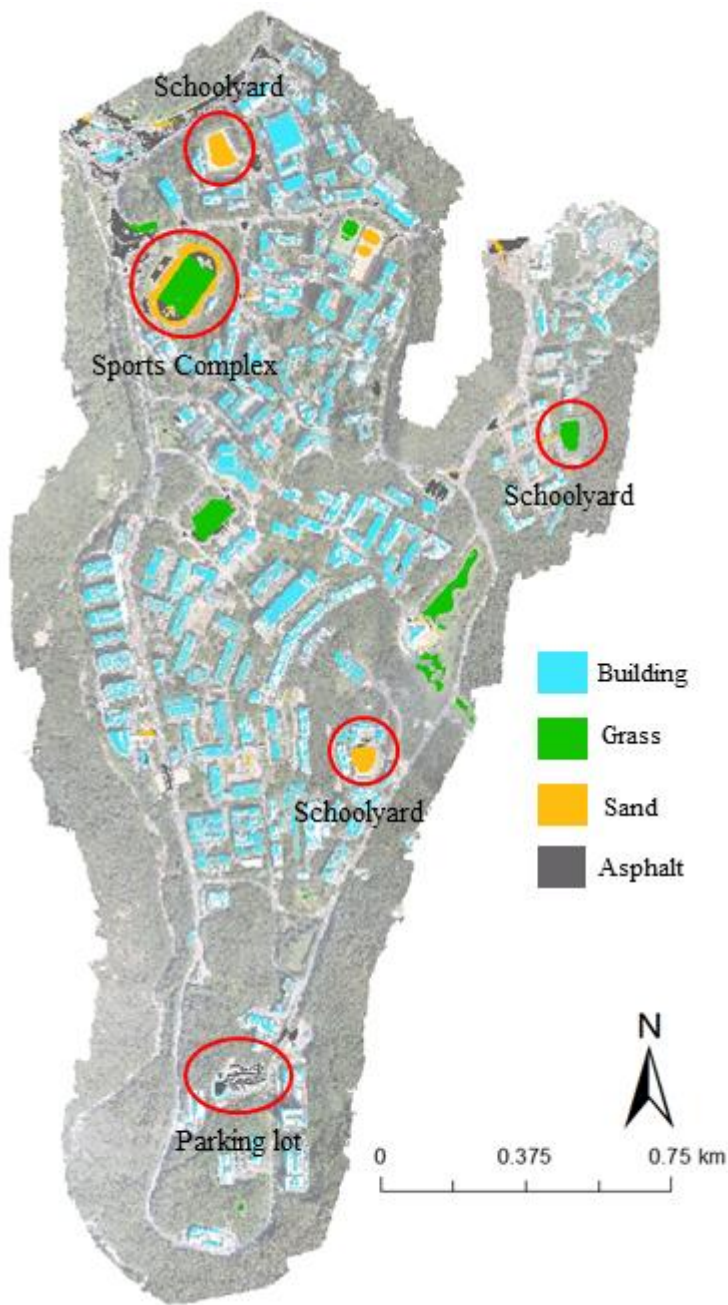 Schoolyard
Sports Complex
Schoolyard
Building
Grass
Sand
Asphalt
Schoolyard
N
Parking lot
0 0.375 0.75 km